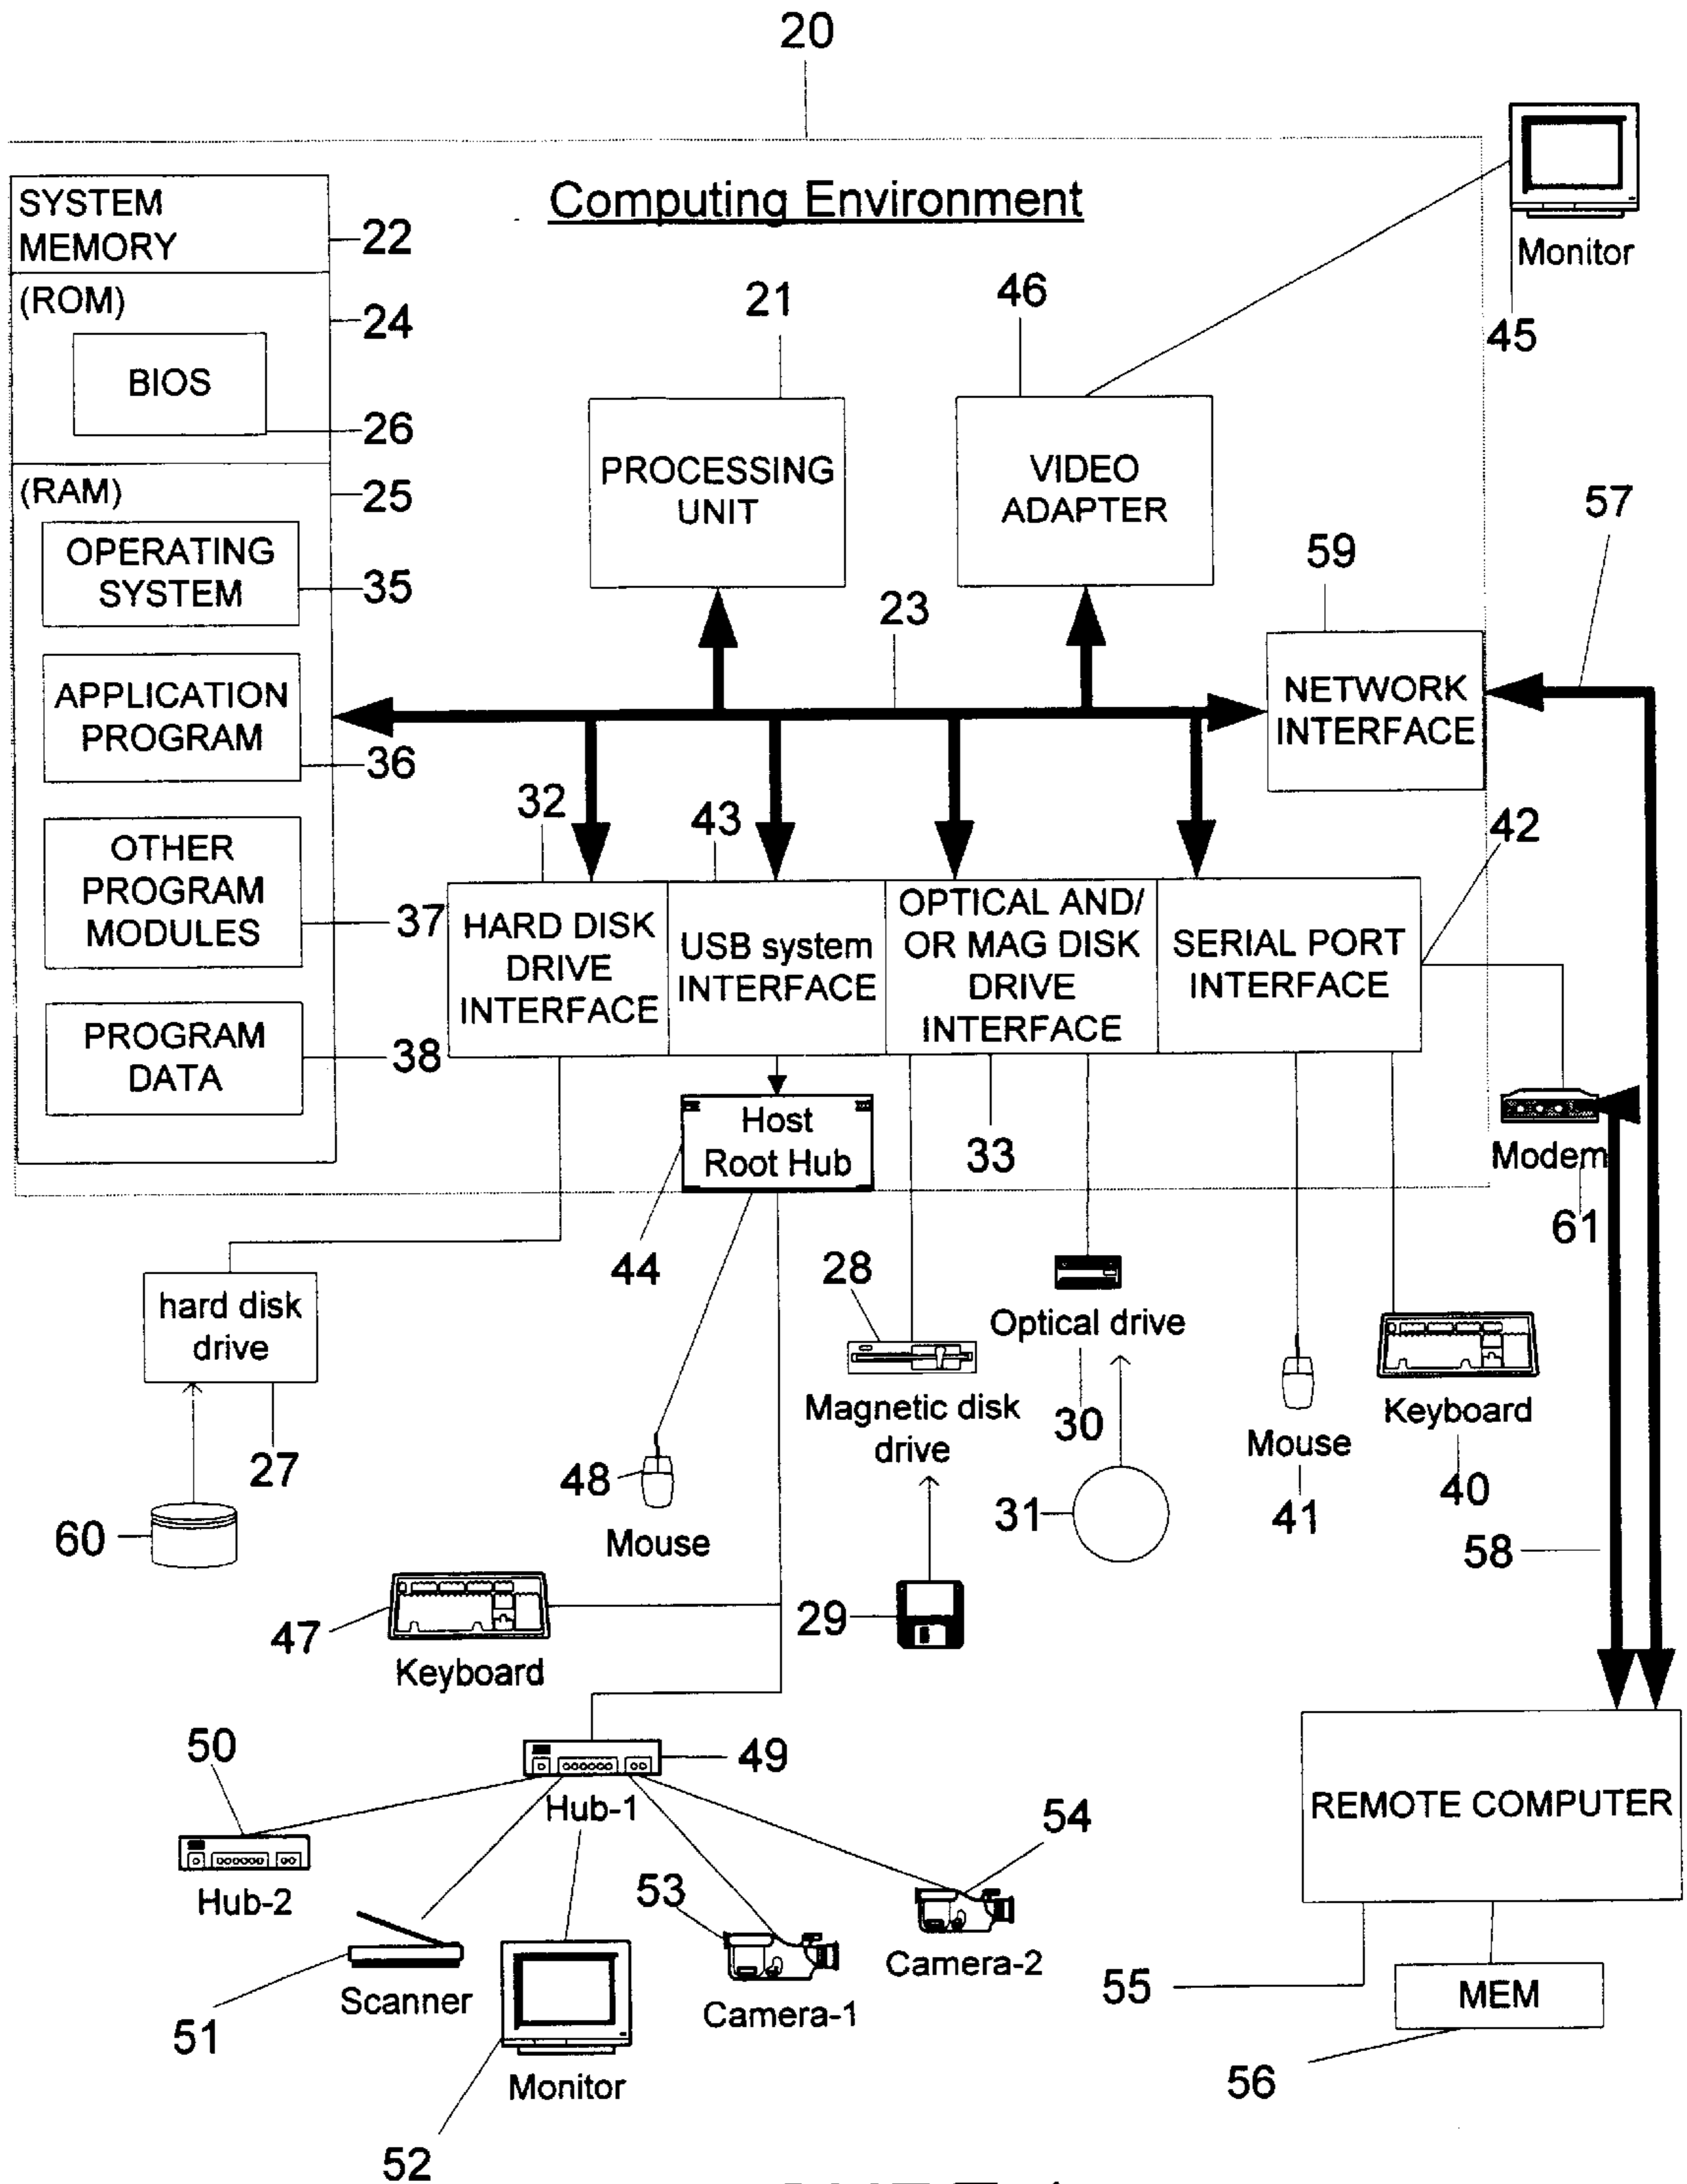 20
Computing Environment
SYSTEM
MEMORY
22
(ROM)
24
BIOS
26
(RAM)
25
OPERATING
SYSTEM
35
APPLICATION
PROGRAM
36
OTHER
PROGRAM
MODULES
37
PROGRAM
DATA
38
21
PROCESSING
UNIT
46
VIDEO
ADAPTER
Monitor
45
23
59
NETWORK
INTERFACE
57
32
HARD DISK
DRIVE
INTERFACE
43
USB system
INTERFACE
OPTICAL AND/
OR MAG DISK
DRIVE
INTERFACE
33
SERIAL PORT
INTERFACE
42
Host
Root Hub
44
Modem
61
hard disk
drive
27
60
48
Mouse
28
Magnetic disk
drive
29
Optical drive
30
31
Mouse
41
Keyboard
40
58
47
Keyboard
49
Hub-1
50
Hub-2
51
Scanner
52
Monitor
53
Camera-1
54
Camera-2
REMOTE COMPUTER
55
MEM
56